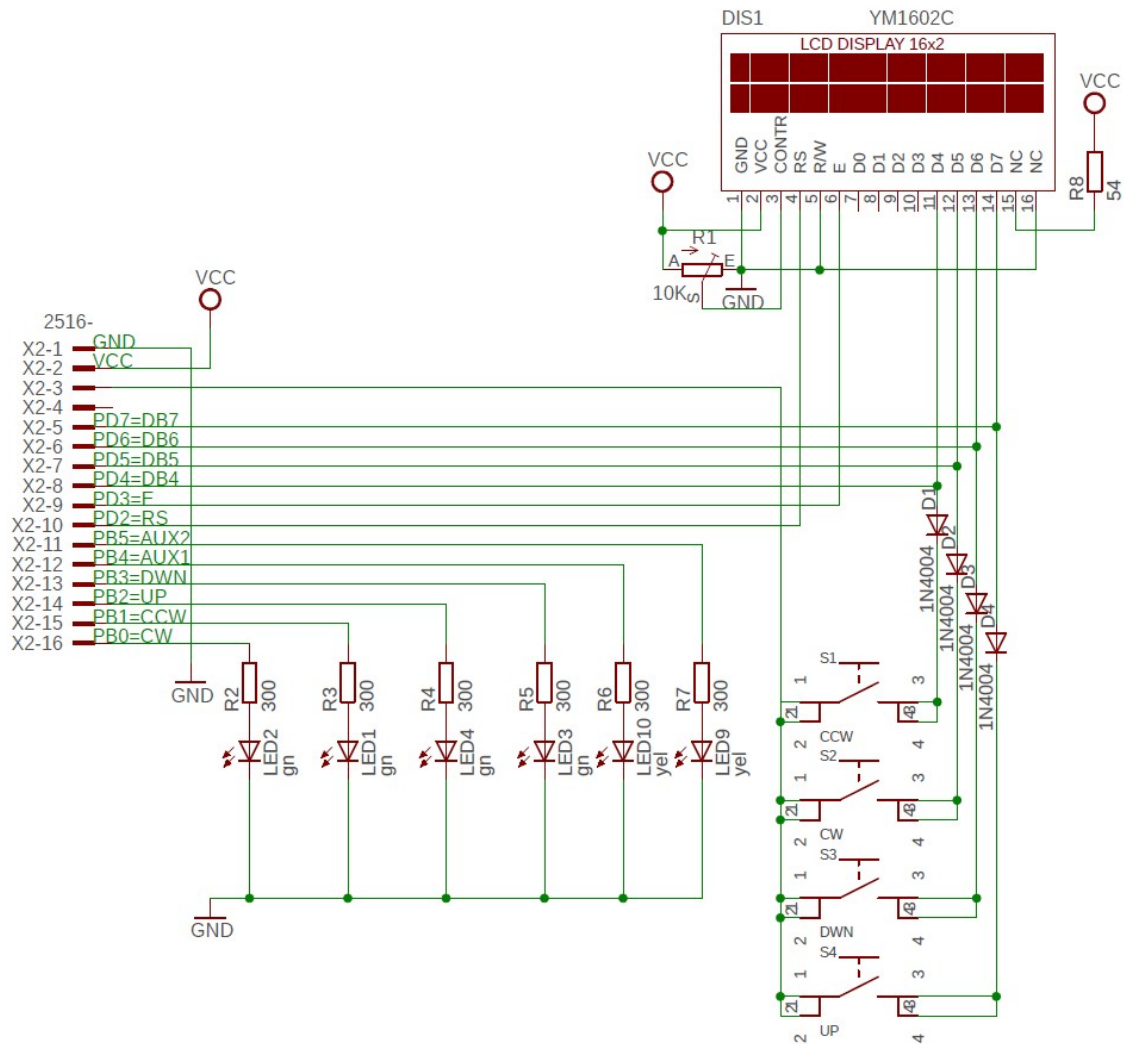 DIS1 YM1602C
LCD DISPLAY 16x2
GND
VCC
CONTR
RS
R/W
E
D0
D1
D2
D3
D4
D5
D6
D7
NC
NC
1
2
3
4
5
6
7
8
9
10
11
12
13
14
15
16
VCC
R8
54
VCC
R1
A
E
S
10K
GND
VCC
2516-
X2-1 GND
X2-2 VCC
X2-3
X2-4
X2-5 PD7=DB7
X2-6 PD6=DB6
X2-7 PD5=DB5
X2-8 PD4=DB4
X2-9 PD3=E
X2-10 PD2=RS
X2-11 PB5=AUX2
X2-12 PB4=AUX1
X2-13 PB3=DWN
X2-14 PB2=UP
X2-15 PB1=CCW
X2-16 PB0=CW
GND
R2
300
LED2
gn
R3
300
LED1
gn
R4
300
LED4
gn
R5
300
LED3
gn
R6
300
LED10
yel
R7
300
LED9
yel
GND
D1
1N4004
D2
1N4004
D3
1N4004
D4
1N4004
S1
1 3
2 4
CCW
S2
1 3
2 4
CW
S3
1 3
2 4
DWN
S4
1 3
2 4
UP